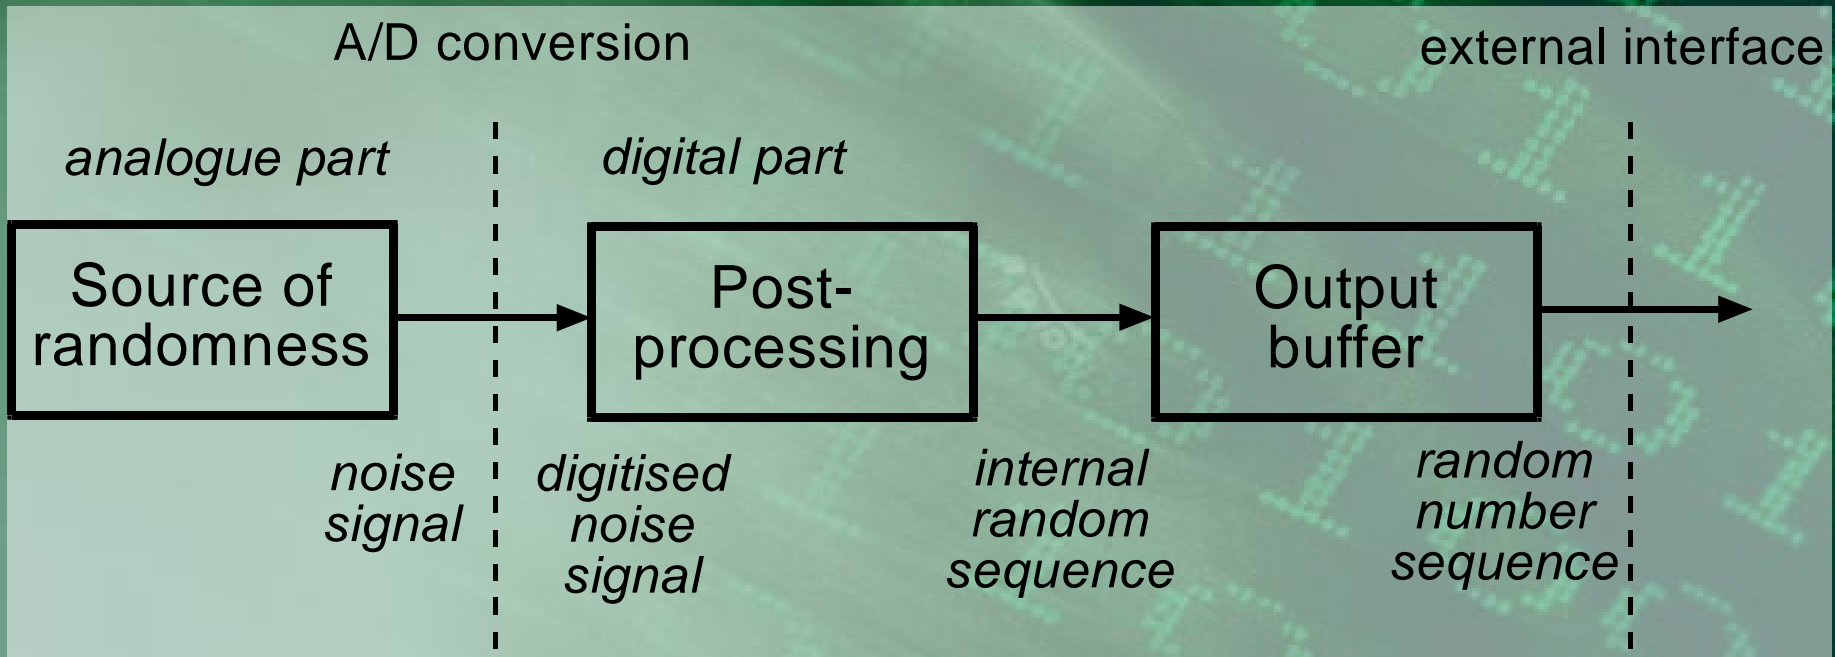 A/D conversion
external interface
analogue part
digital part
Source of
randomness
Post-
processing
Output
buffer
noise
signal
digitised
noise
signal
internal
random
sequence
random
number
sequence